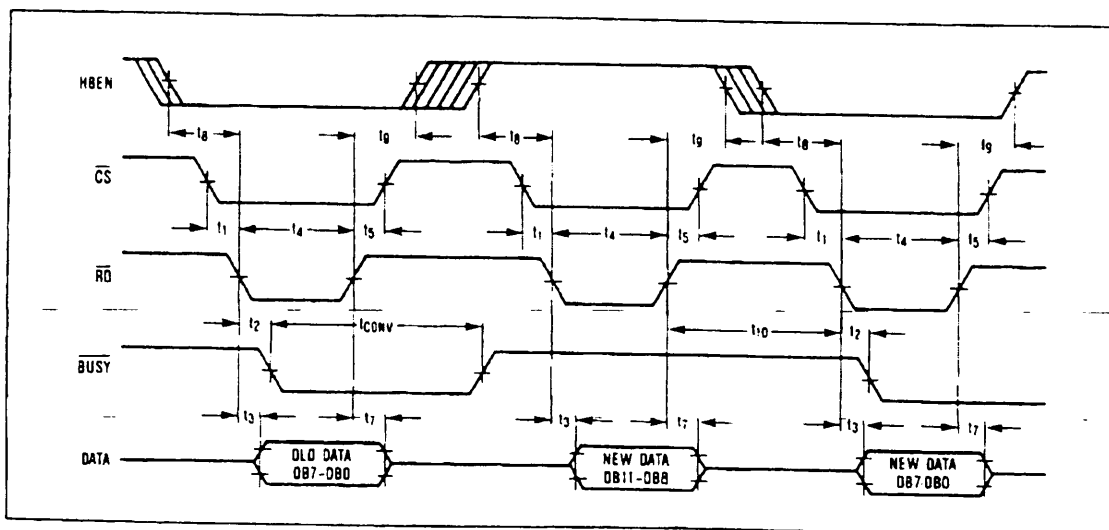 HBEN
t8 t9 t8 t9 t8 t9
CS
t1 t4 t5 t1 t4 t5 t1 t4 t5
RD
t2 tCONV t10 t2
BUSY
t3 t7 t3 t7 t3 t7
DATA
OLD DATA
DB7-DB0
NEW DATA
DB11-DB8
NEW DATA
DB7-DB0